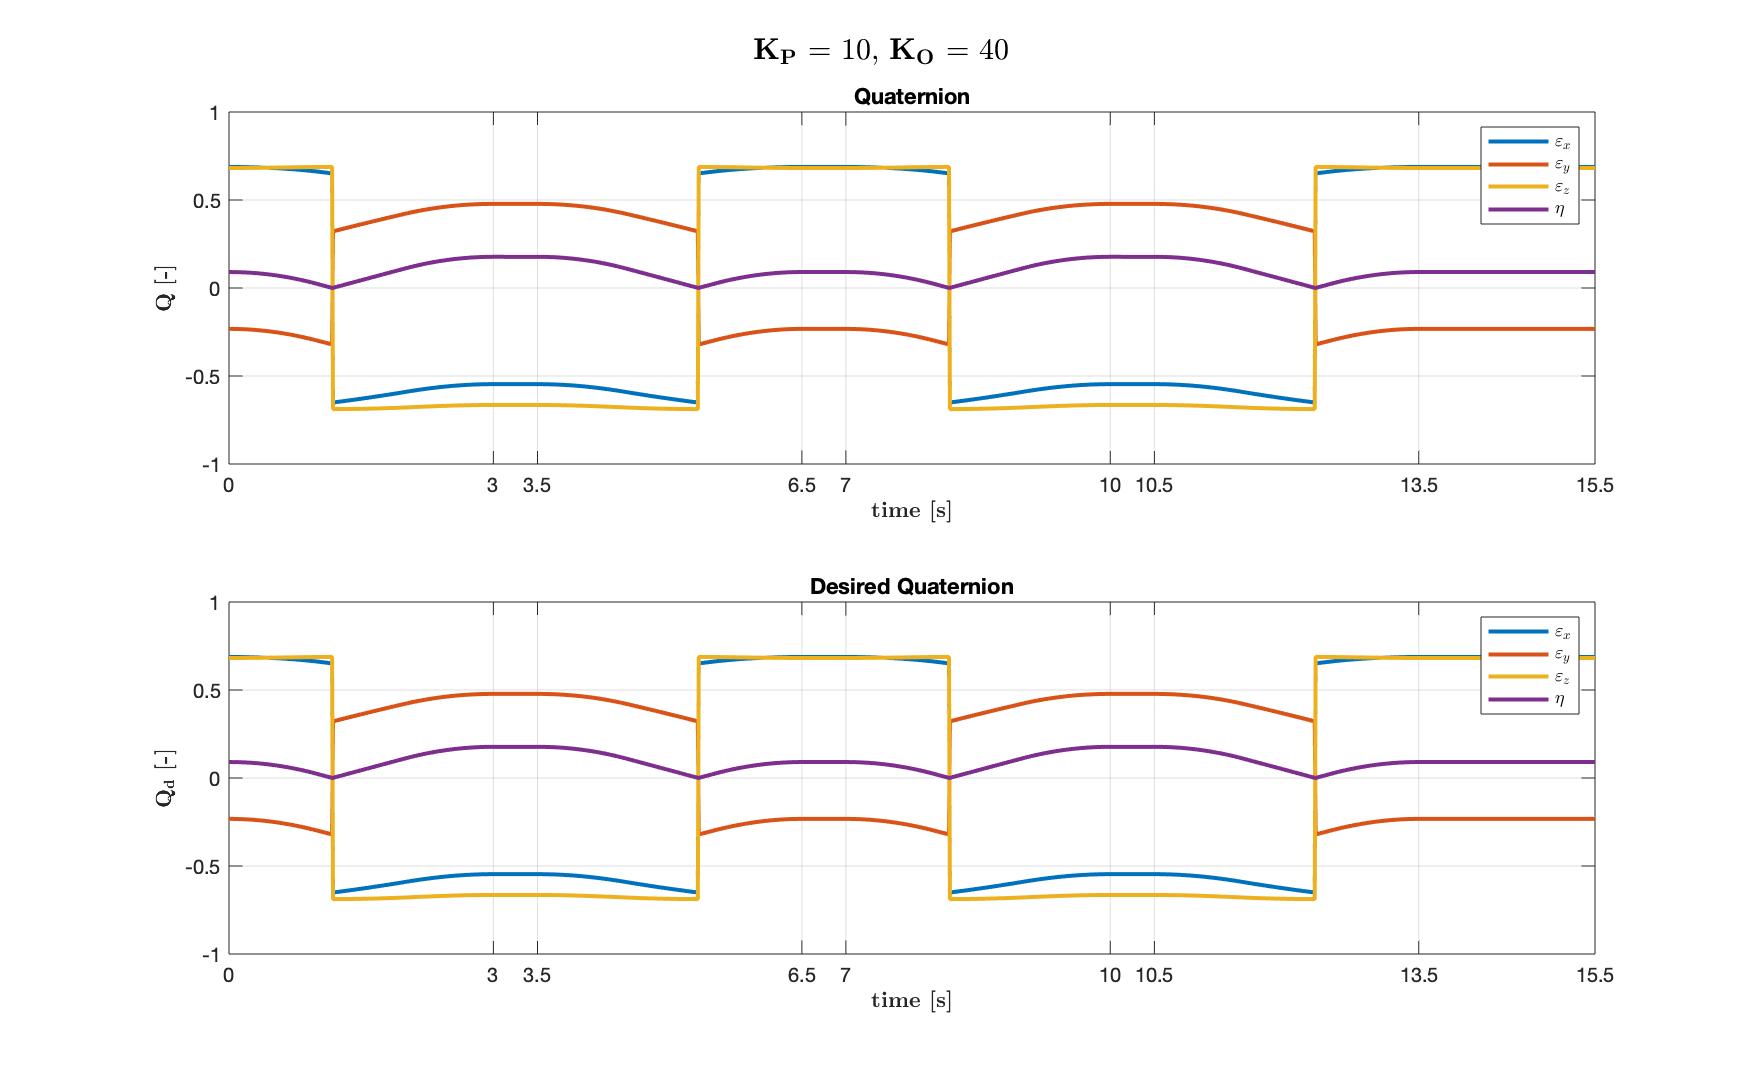 K_P = 10, K_O = 40
Quaternion
1
0.5
0
-0.5
-1
Q [-]
ε_x
ε_y
ε_z
η
0 3 3.5 6.5 7 10 10.5 13.5 15.5
time [s]
Desired Quaternion
1
0.5
0
-0.5
-1
Q_d [-]
ε_x
ε_y
ε_z
η
0 3 3.5 6.5 7 10 10.5 13.5 15.5
time [s]